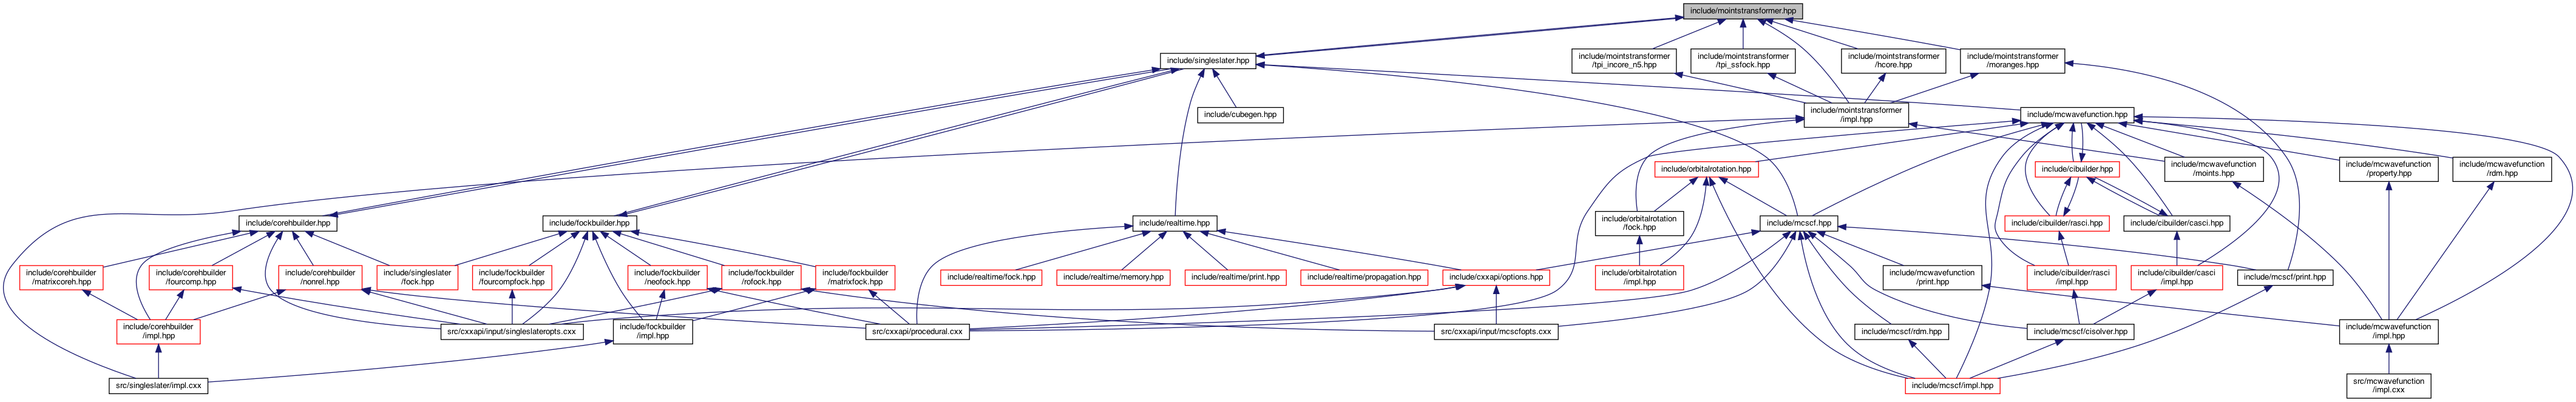 include/mointstransformer.hpp
include/singleslater.hpp
include/mointstransformer
/tpi_incore_n5.hpp
include/mointstransformer
/tpi_ssfock.hpp
include/mointstransformer
/hcore.hpp
include/mointstransformer
/moranges.hpp
include/cubegen.hpp
include/mointstransformer
/impl.hpp
include/mcwavefunction.hpp
include/orbitalrotation.hpp
include/cibuilder.hpp
include/mcwavefunction
/moints.hpp
include/mcwavefunction
/property.hpp
include/mcwavefunction
/rdm.hpp
include/corehbuilder.hpp
include/fockbuilder.hpp
include/realtime.hpp
include/orbitalrotation
/fock.hpp
include/mcscf.hpp
include/cibuilder/rasci.hpp
include/cibuilder/casci.hpp
include/corehbuilder
/matrixcoreh.hpp
include/corehbuilder
/fourcomp.hpp
include/corehbuilder
/nonrel.hpp
include/singleslater
/fock.hpp
include/fockbuilder
/fourcompfock.hpp
include/fockbuilder
/neofock.hpp
include/fockbuilder
/rofock.hpp
include/fockbuilder
/matrixfock.hpp
include/realtime/fock.hpp
include/realtime/memory.hpp
include/realtime/print.hpp
include/realtime/propagation.hpp
include/cxxapi/options.hpp
include/orbitalrotation
/impl.hpp
include/mcwavefunction
/print.hpp
include/cibuilder/rasci
/impl.hpp
include/cibuilder/casci
/impl.hpp
include/mcscf/print.hpp
include/corehbuilder
/impl.hpp
src/cxxapi/input/singleslateropts.cxx
include/fockbuilder
/impl.hpp
src/cxxapi/procedural.cxx
src/cxxapi/input/mcscfopts.cxx
include/mcscf/rdm.hpp
include/mcscf/cisolver.hpp
include/mcwavefunction
/impl.hpp
src/singleslater/impl.cxx
include/mcscf/impl.hpp
src/mcwavefunction
/impl.cxx